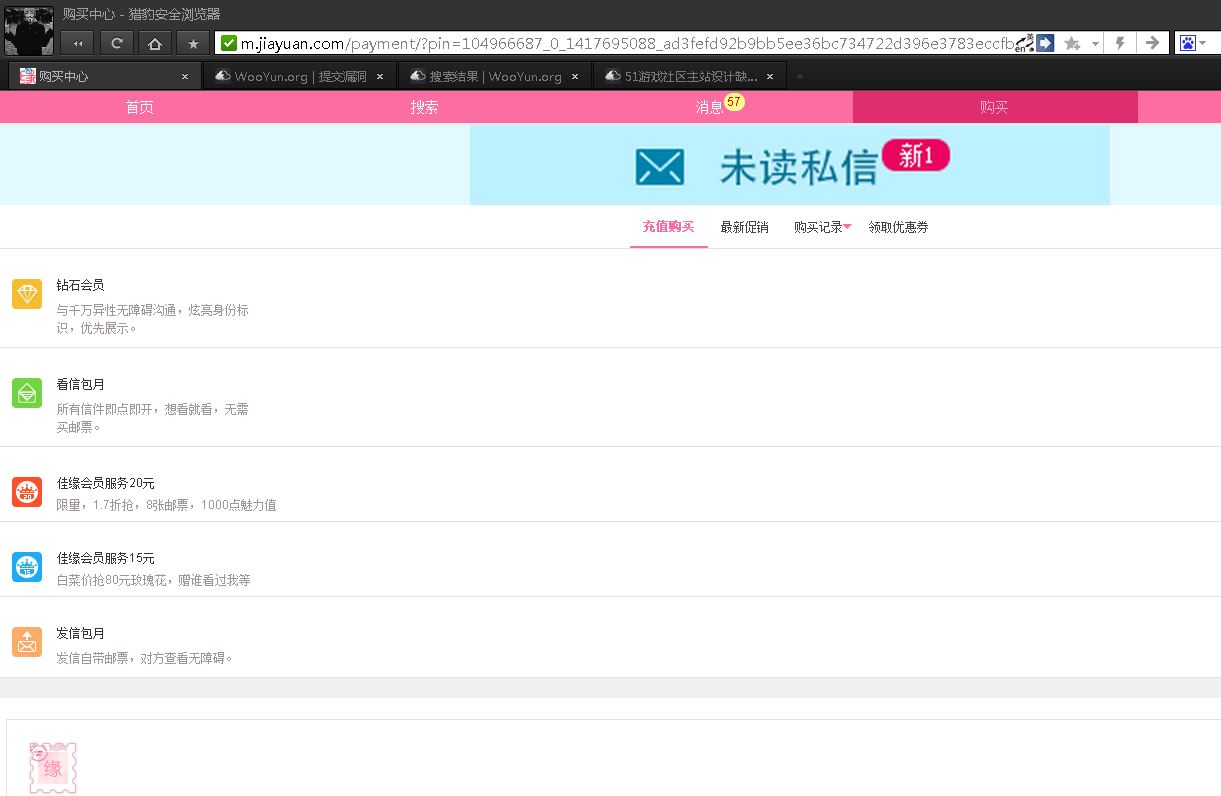 购买中心 - 猎豹安全浏览器
m.jiayuan.com/payment/?pin=104966687_0_1417695088_ad3fefd92b9bb5ee36bc734722d396e3783eccfb
购买中心 × WooYun.org | 提交漏洞 × 搜索结果 | WooYun.org × 51游戏社区主站设计缺... ×
首页 搜索 消息 57 购买
未读私信 新1
充值购买 最新促销 购买记录 领取优惠券
钻石会员
与千万异性无障碍沟通，炫亮身份标
识，优先展示。
看信包月
所有信件即点即开，想看就看，无需
买邮票。
佳缘会员服务20元
限量，1.7折抢，8张邮票，1000点魅力值
佳缘会员服务15元
白菜价抢80元玫瑰花，赠谁看过我等
发信包月
发信自带邮票，对方查看无障碍。
缘